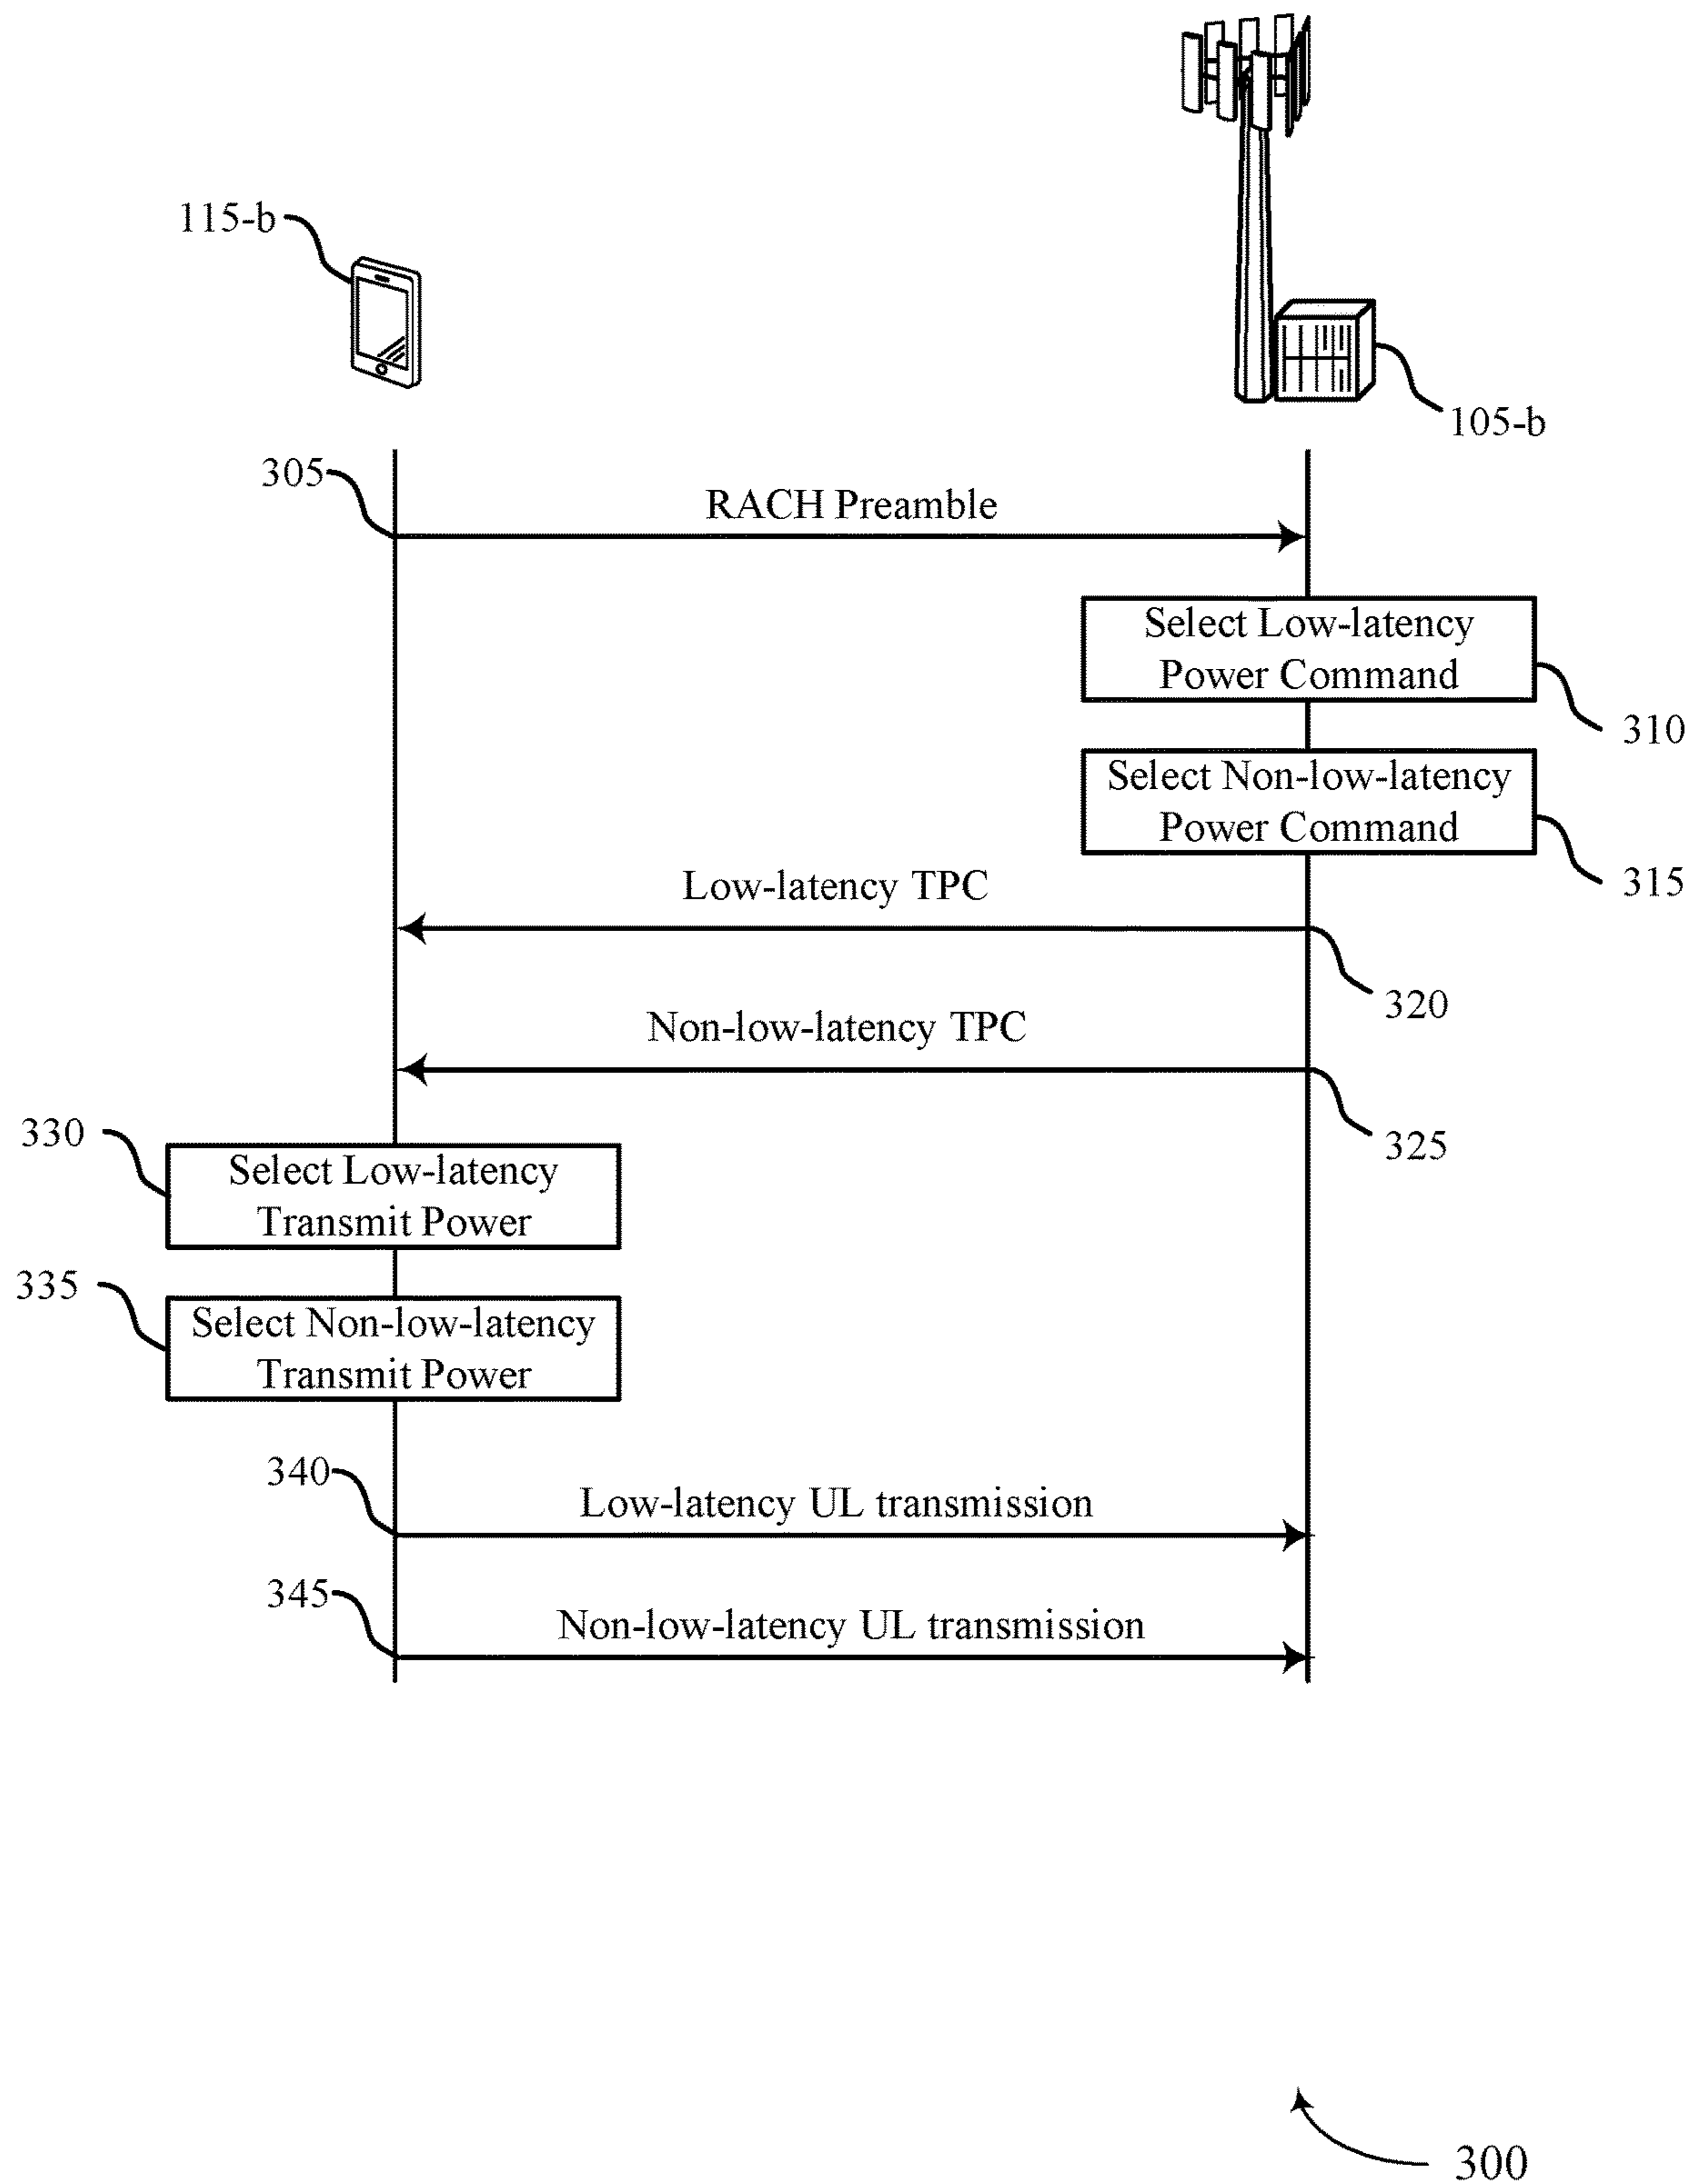 115-b
105-b
305
RACH Preamble
Select Low-latency
Power Command
310
Select Non-low-latency
Power Command
315
Low-latency TPC
320
Non-low-latency TPC
325
330
Select Low-latency
Transmit Power
335
Select Non-low-latency
Transmit Power
340
Low-latency UL transmission
345
Non-low-latency UL transmission
300